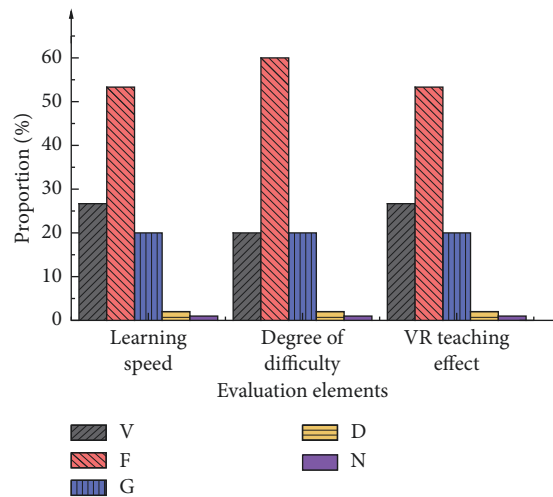 Proportion (%)
60
50
40
30
20
10
0
Learning
speed
Degree of
difficulty
VR teaching
effect
Evaluation elements
V
F
G
D
N